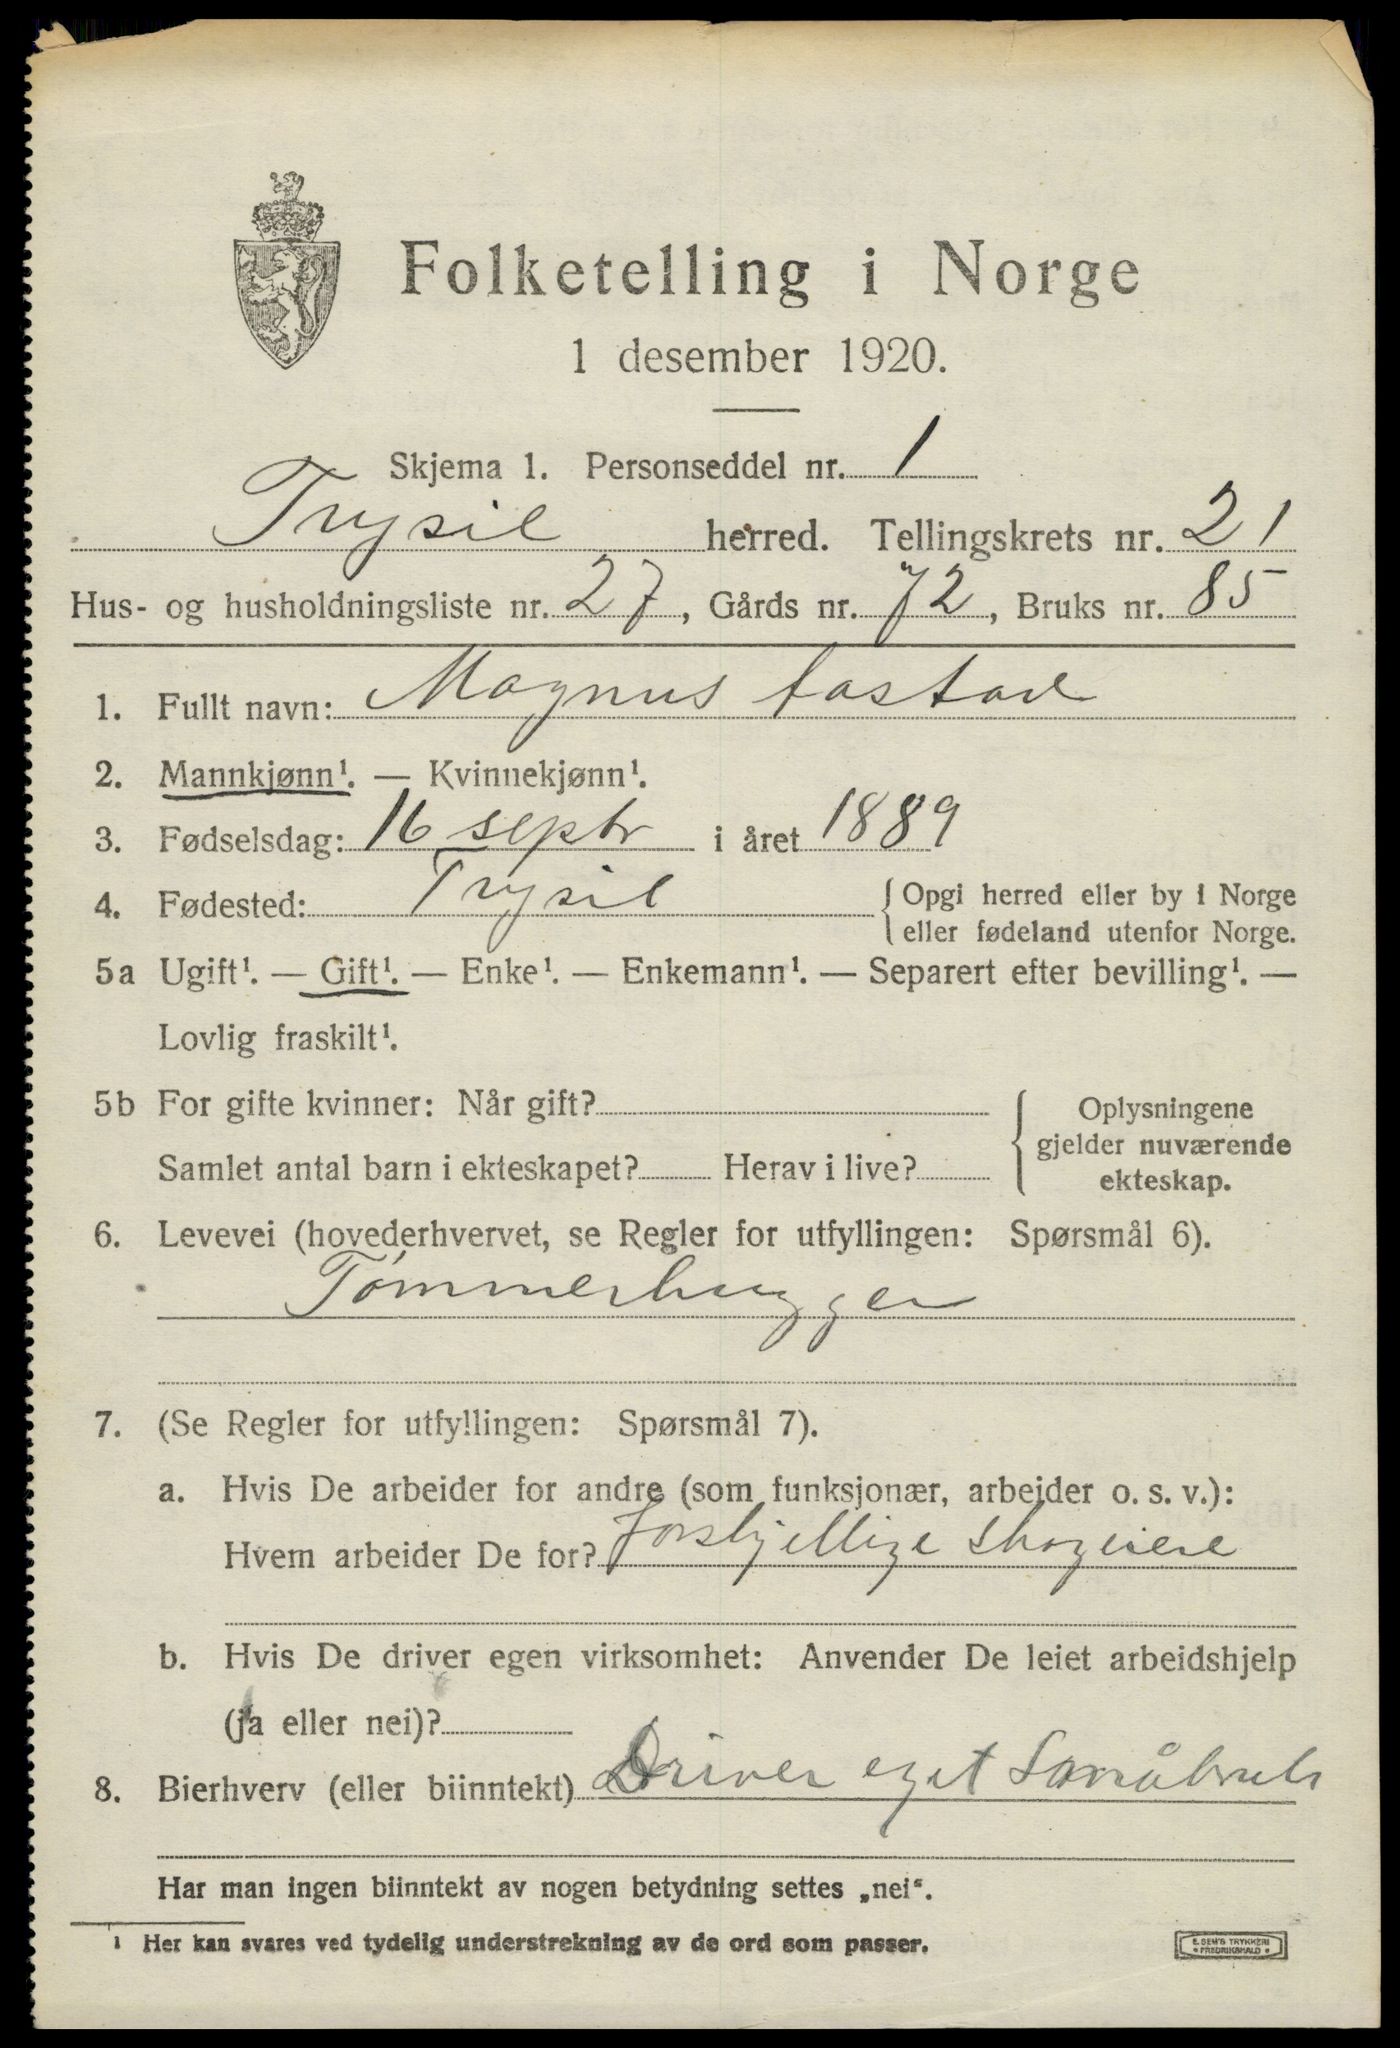 Folketelling i Norge
1 desember 1920.
Skjema 1. Personseddel nr. 1
Trysil herred. Tellingskrets nr. 21
Hus- og husholdningsliste nr. 27, Gårds nr. 72, Bruks nr. 85
1. Fullt navn: Magnus
2. Mannkjønn¹. — Kvinnekjønn¹.
3. Fødselsdag: 16 septr i året 1889
4. Fødested: Trysil { Opgi herred eller by i Norge
eller fødeland utenfor Norge.
5a Ugift¹. — Gift¹. — Enke¹. — Enkemann¹. — Separert efter bevilling¹. —
Lovlig fraskilt¹.
5b For gifte kvinner: Når gift? { Oplysningene
gjelder nuværende
Samlet antal barn i ekteskapet? Herav i live?
ekteskap.
6. Levevei (hovederhvervet, se Regler for utfyllingen: Spørsmål 6).
Tømmerhugger
7. (Se Regler for utfyllingen: Spørsmål 7).
a. Hvis De arbeider for andre (som funksjonær, arbeider o. s. v.):
Hvem arbeider De for? forskjellige skogeiere
b. Hvis De driver egen virksomhet: Anvender De leiet arbeidshjelp
(ja eller nei)?
8. Bierhverv (eller biinntekt) Driver eget Småbruk
Har man ingen biinntekt av nogen betydning settes „nei“.
¹ Her kan svares ved tydelig understrekning av de ord som passer.
E. SEM'S TRYKKERI
• FREDRIKSHALD •